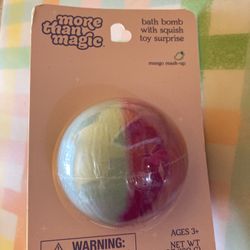 more
than
magic.
bath bomb
with squish
toy surprise
mango mash-up
AGES 3+
NET WT
WARNING: